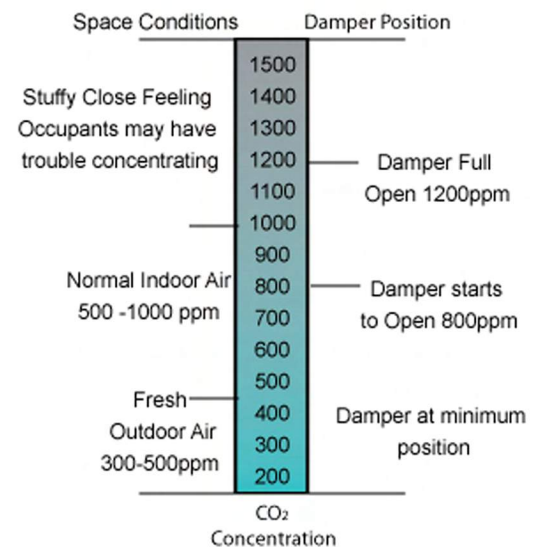 Space Conditions
Damper Position
1500
1400
1300
1200
1100
1000
900
800
700
600
500
400
300
200
Stuffy Close Feeling
Occupants may have
trouble concentrating
Normal Indoor Air
500 -1000 ppm
Fresh
Outdoor Air
300-500ppm
Damper Full
Open 1200ppm
Damper starts
to Open 800ppm
Damper at minimum
position
CO₂
Concentration